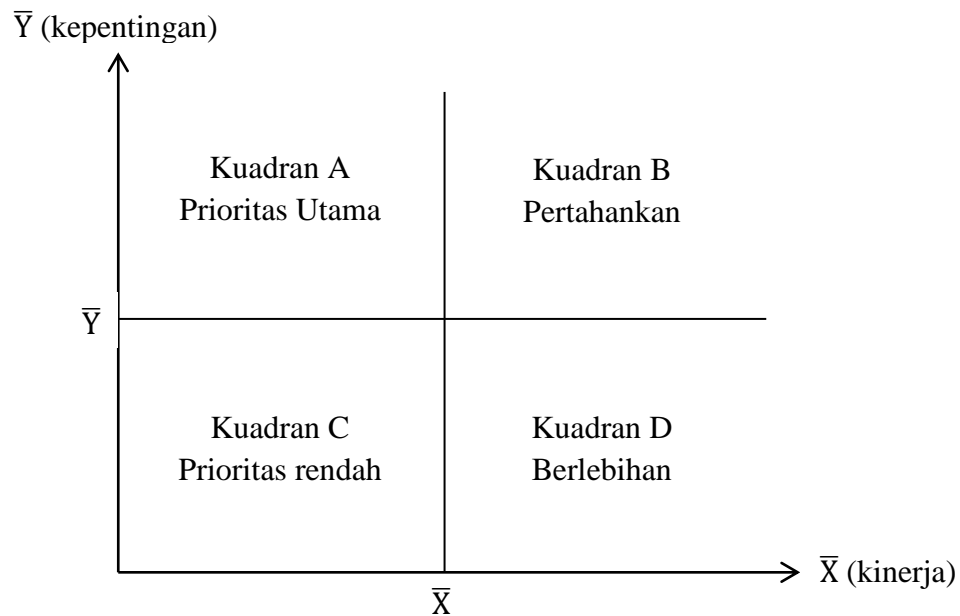 Y̅ (kepentingan)
Kuadran A
Prioritas Utama
Kuadran B
Pertahankan
Y̅
Kuadran C
Prioritas rendah
Kuadran D
Berlebihan
X̅ (kinerja)
X̅